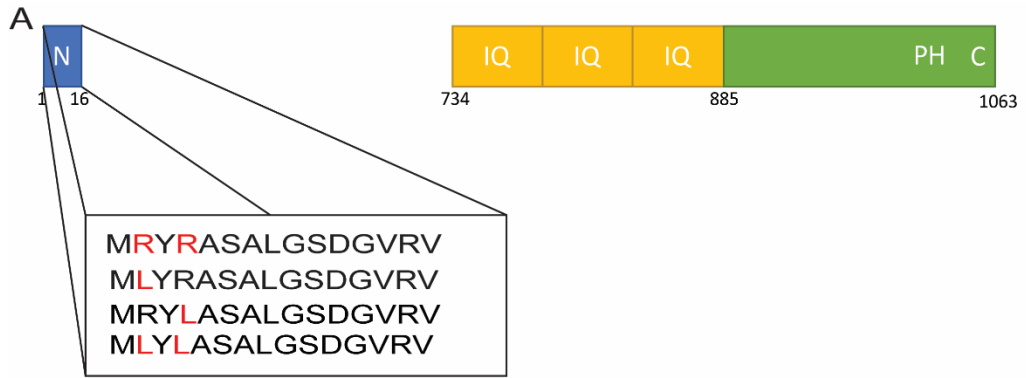 A
N IQ IQ IQ PH C
1 16 734 885 1063
MRYRASALGSDGVRV
MLYRASALGSDGVRV
MRYLASALGSDGVRV
MLYLASALGSDGVRV